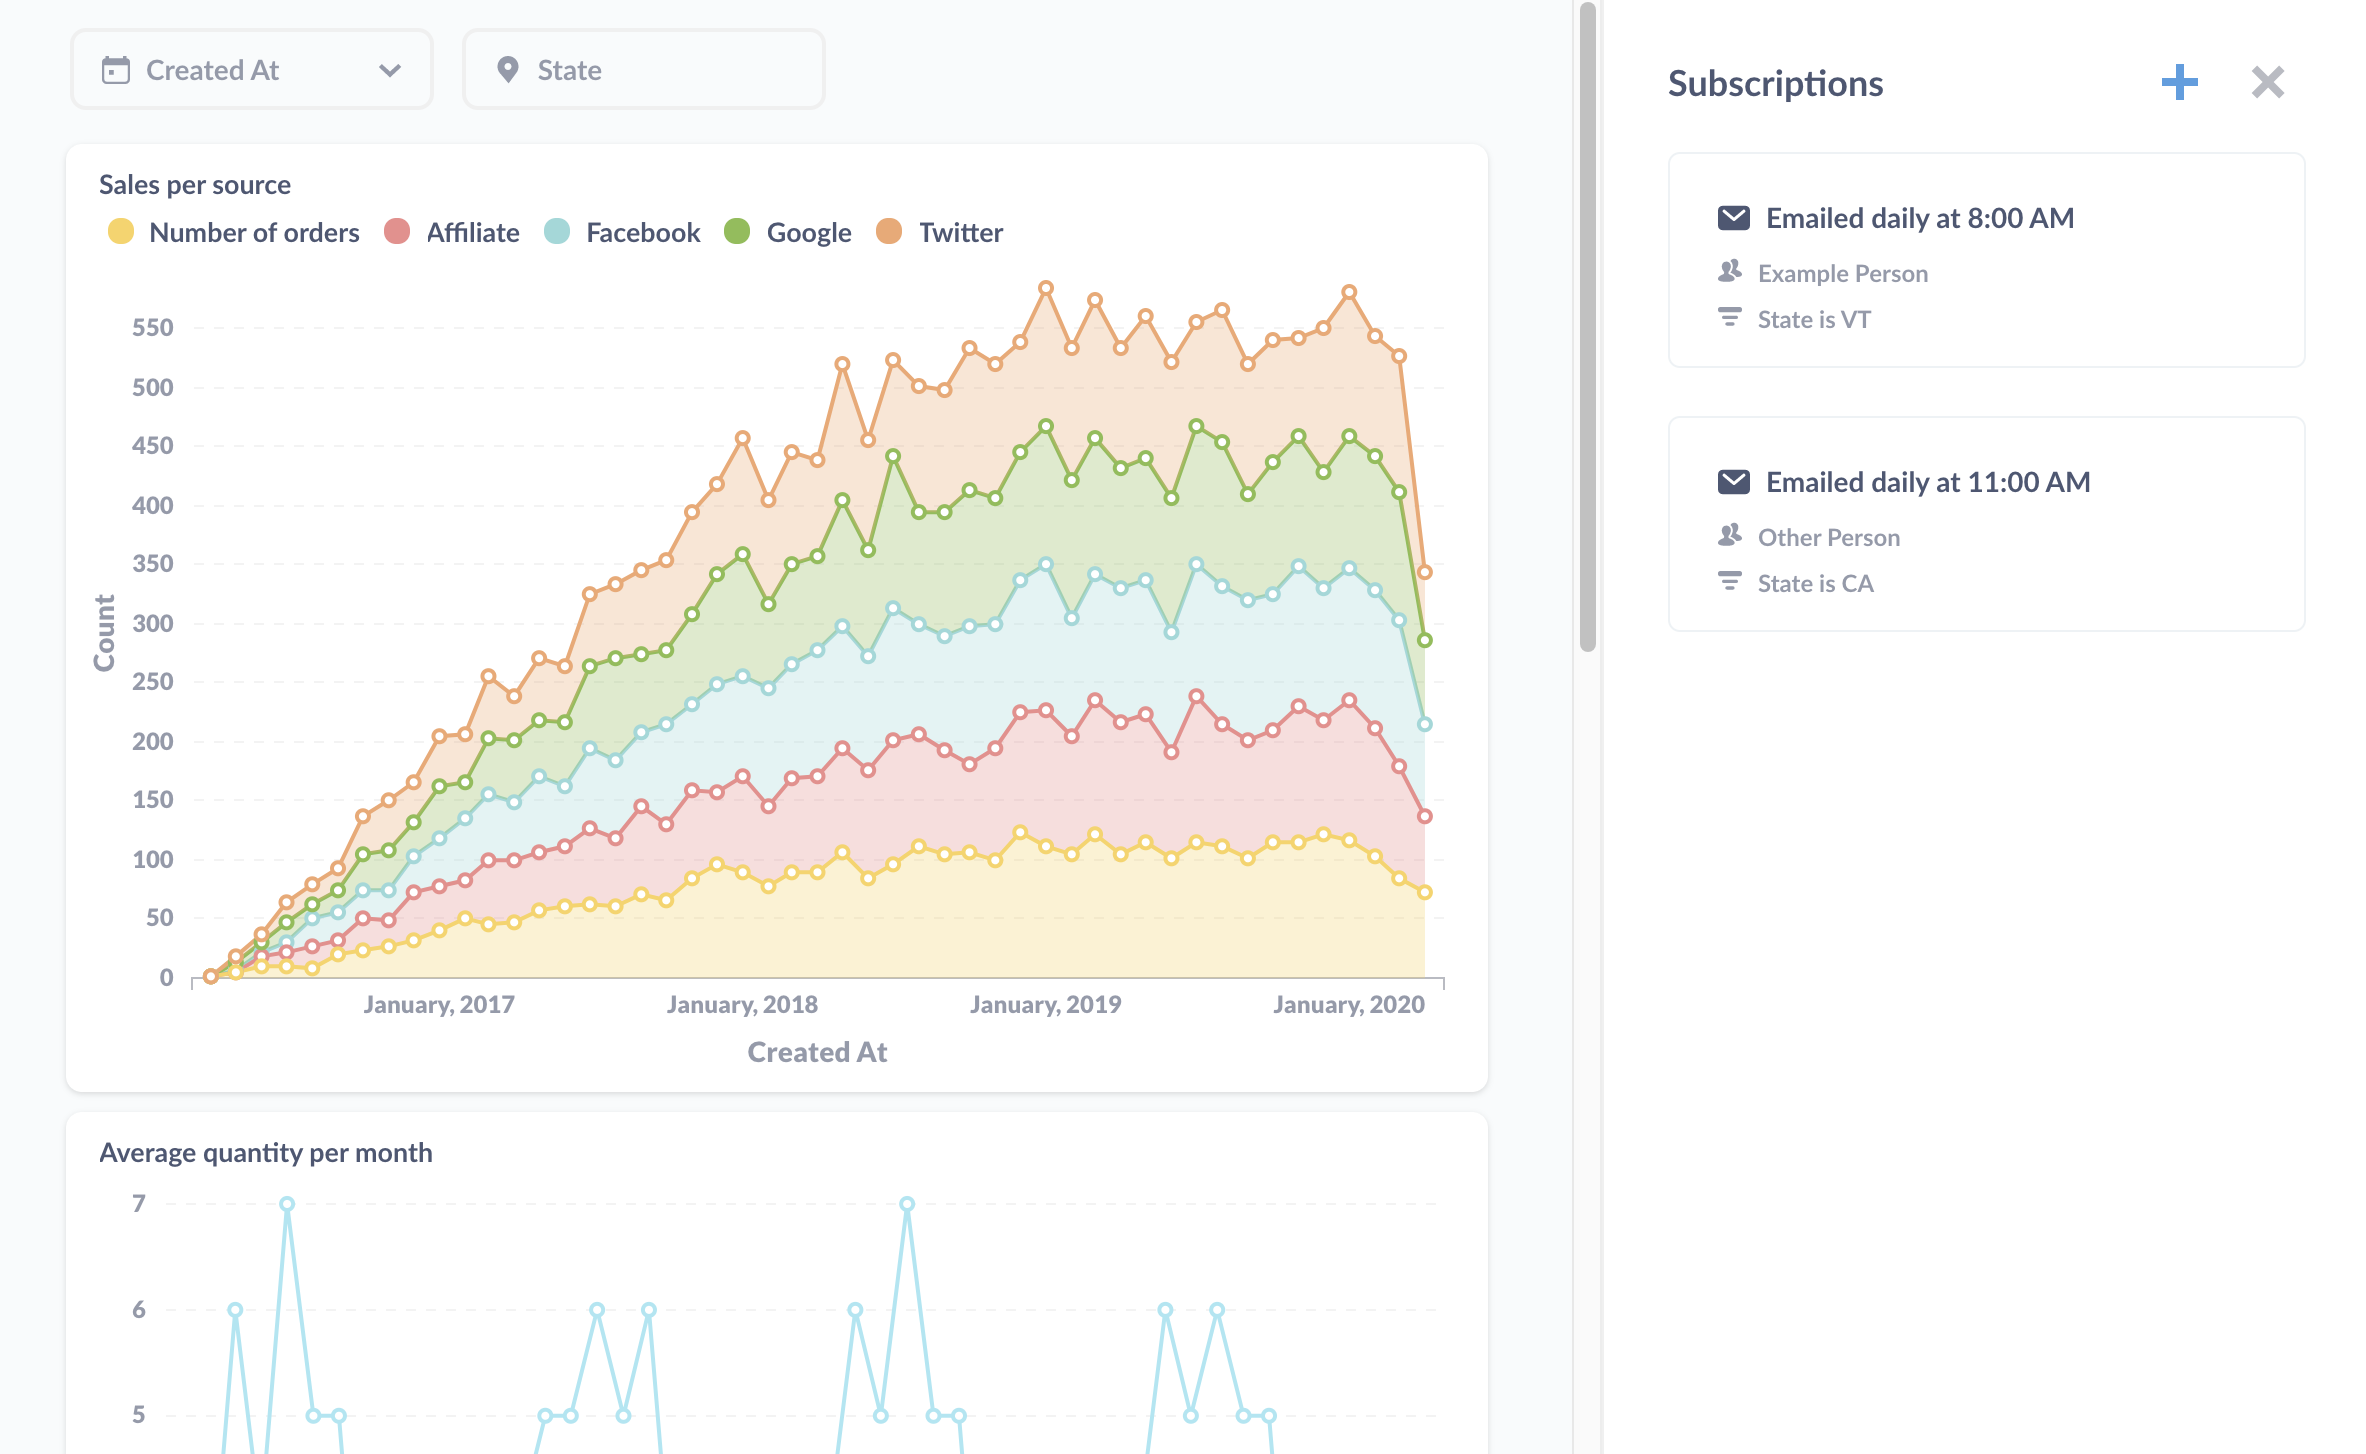 Created At
State
Subscriptions
Sales per source
Number of orders Affiliate Facebook Google Twitter
550
500
450
400
350
300
250
200
150
100
50
0
Count
January, 2017 January, 2018 January, 2019 January, 2020
Created At
Average quantity per month
7
6
5
Emailed daily at 8:00 AM
Example Person
State is VT
Emailed daily at 11:00 AM
Other Person
State is CA